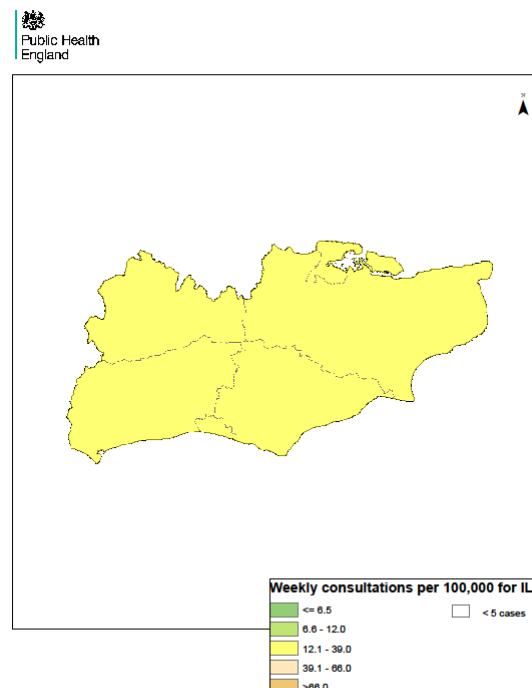 Public Health
England
N
Weekly consultations per 100,000 for IL
<= 6.5
< 5 cases
6.6 - 12.0
12.1 - 39.0
39.1 - 66.0
>66.0